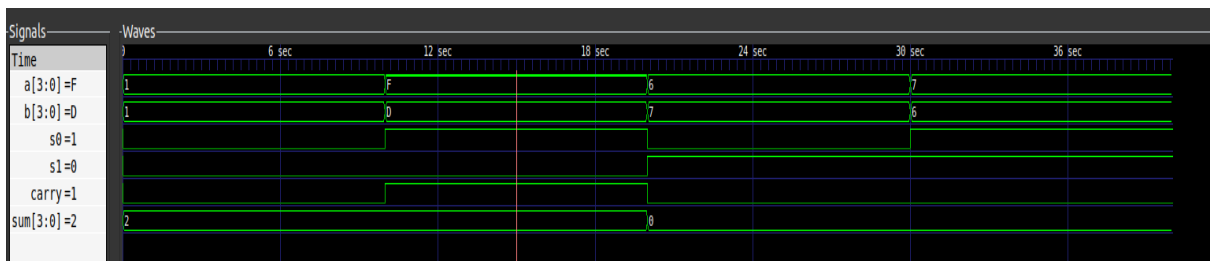 Signals Waves
Time 0 6 sec 12 sec 18 sec 24 sec 30 sec 36 sec
a[3:0]=F 1 F 6 7
b[3:0]=D 1 D 7 6
s0=1
s1=0
carry=1
sum[3:0]=2 2 0